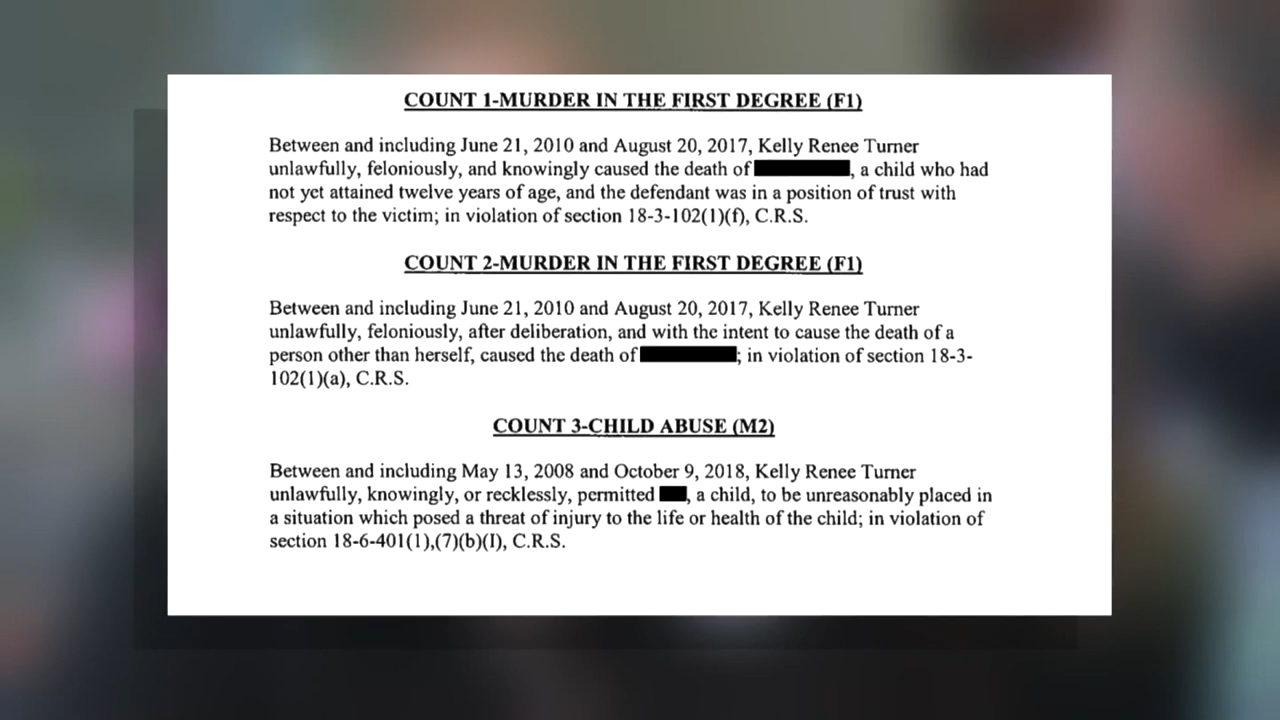 COUNT 1-MURDER IN THE FIRST DEGREE (F1)
Between and including June 21, 2010 and August 20, 2017, Kelly Renee Turner
unlawfully, feloniously, and knowingly caused the death of , a child who had
not yet attained twelve years of age, and the defendant was in a position of trust with
respect to the victim; in violation of section 18-3-102(1)(f), C.R.S.
COUNT 2-MURDER IN THE FIRST DEGREE (F1)
Between and including June 21, 2010 and August 20, 2017, Kelly Renee Turner
unlawfully, feloniously, after deliberation, and with the intent to cause the death of a
person other than herself, caused the death of ; in violation of section 18-3-
102(1)(a), C.R.S.
COUNT 3-CHILD ABUSE (M2)
Between and including May 13, 2008 and October 9, 2018, Kelly Renee Turner
unlawfully, knowingly, or recklessly, permitted , a child, to be unreasonably placed in
a situation which posed a threat of injury to the life or health of the child; in violation of
section 18-6-401(1),(7)(b)(I), C.R.S.